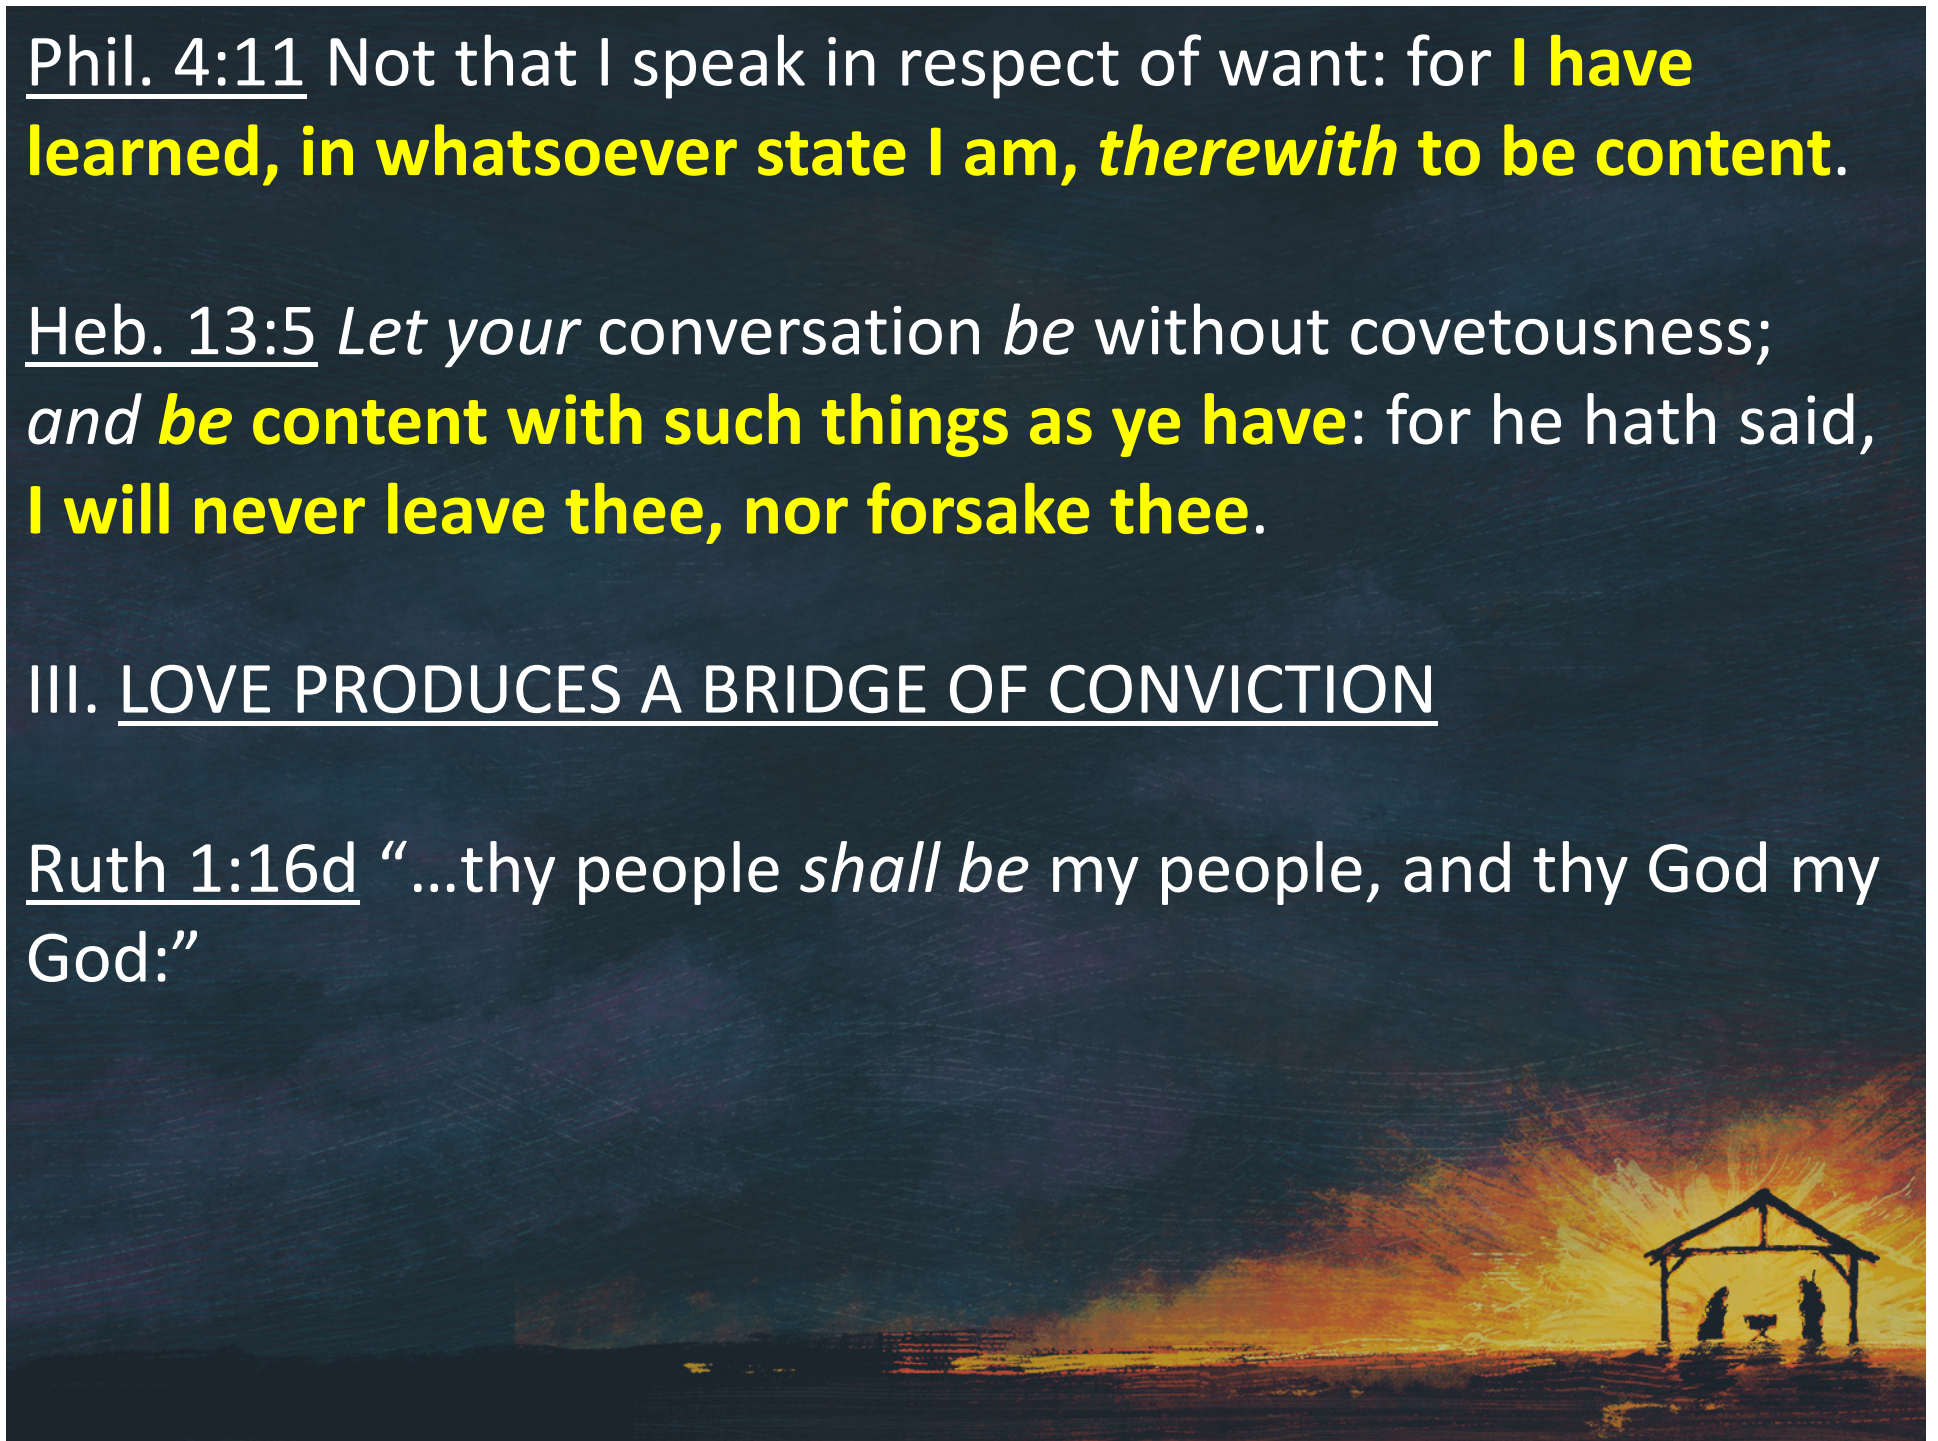 Phil. 4:11 Not that I speak in respect of want: for I have
learned, in whatsoever state I am, therewith to be content.
Heb. 13:5 Let your conversation be without covetousness;
and be content with such things as ye have: for he hath said,
I will never leave thee, nor forsake thee.
III. LOVE PRODUCES A BRIDGE OF CONVICTION
Ruth 1:16d “…thy people shall be my people, and thy God my
God:”